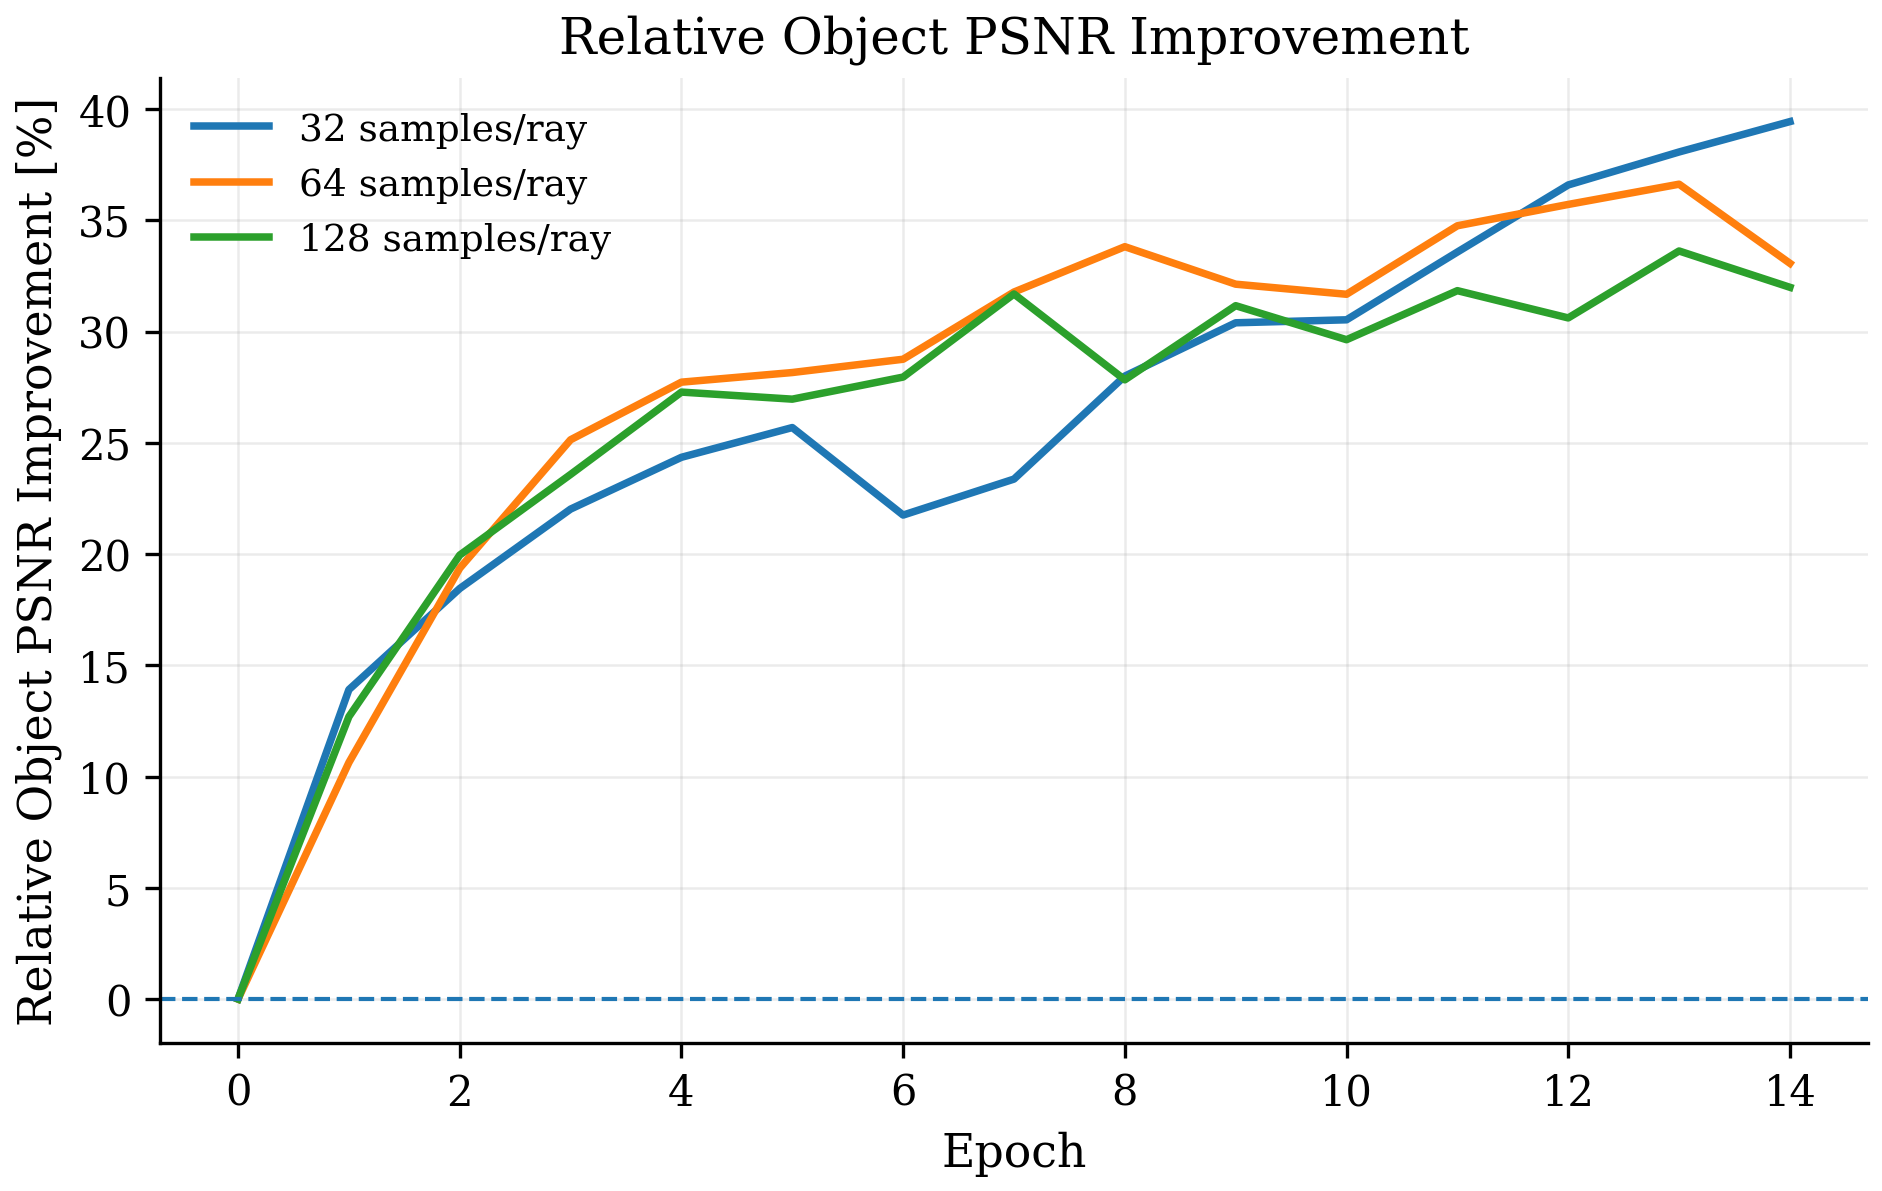 Relative Object PSNR Improvement
Relative Object PSNR Improvement [%]
40
35
30
25
20
15
10
5
0
32 samples/ray
64 samples/ray
128 samples/ray
0 2 4 6 8 10 12 14
Epoch